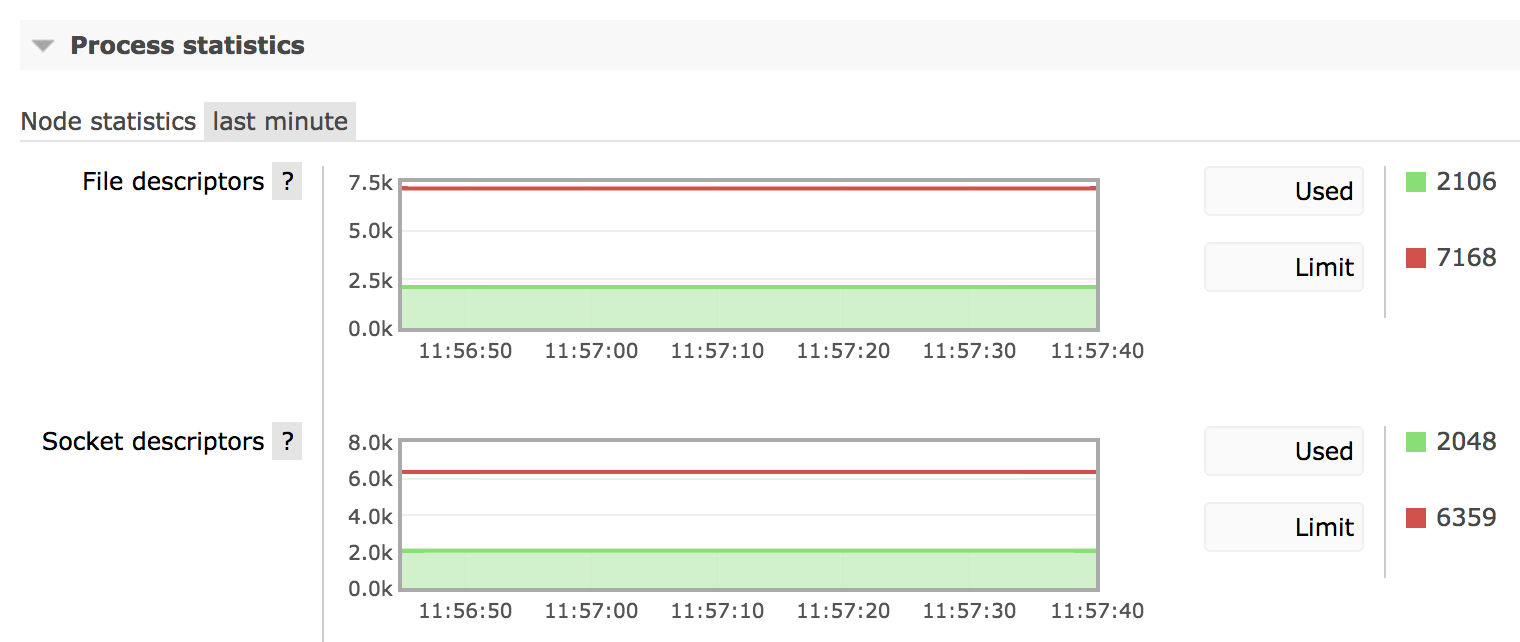 Process statistics
Node statistics last minute
File descriptors ?
7.5k
5.0k
2.5k
0.0k
11:56:50 11:57:00 11:57:10 11:57:20 11:57:30 11:57:40
Used 2106
Limit 7168
Socket descriptors ?
8.0k
6.0k
4.0k
2.0k
0.0k
11:56:50 11:57:00 11:57:10 11:57:20 11:57:30 11:57:40
Used 2048
Limit 6359